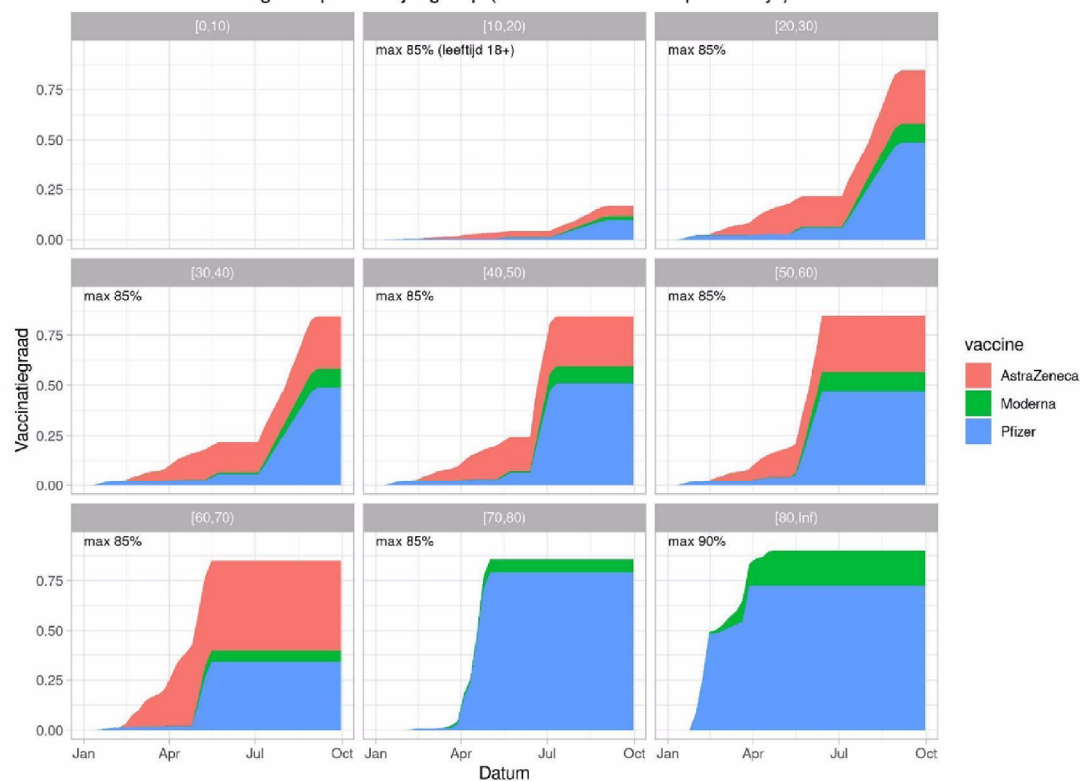 [0,10)
[10,20)
[20,30)
max 85% (leeftijd 18+)
max 85%
0.75
0.50
0.25
0.00
[30,40)
[40,50)
[50,60)
max 85%
max 85%
max 85%
0.75
0.50
0.25
0.00
[60,70)
[70,80)
[80,Inf)
max 85%
max 85%
max 90%
0.75
0.50
0.25
0.00
Jan Apr Jul Oct
Jan Apr Jul Oct
Jan Apr Jul Oct
Vaccinatiegraad
Datum
vaccine
AstraZeneca
Moderna
Pfizer